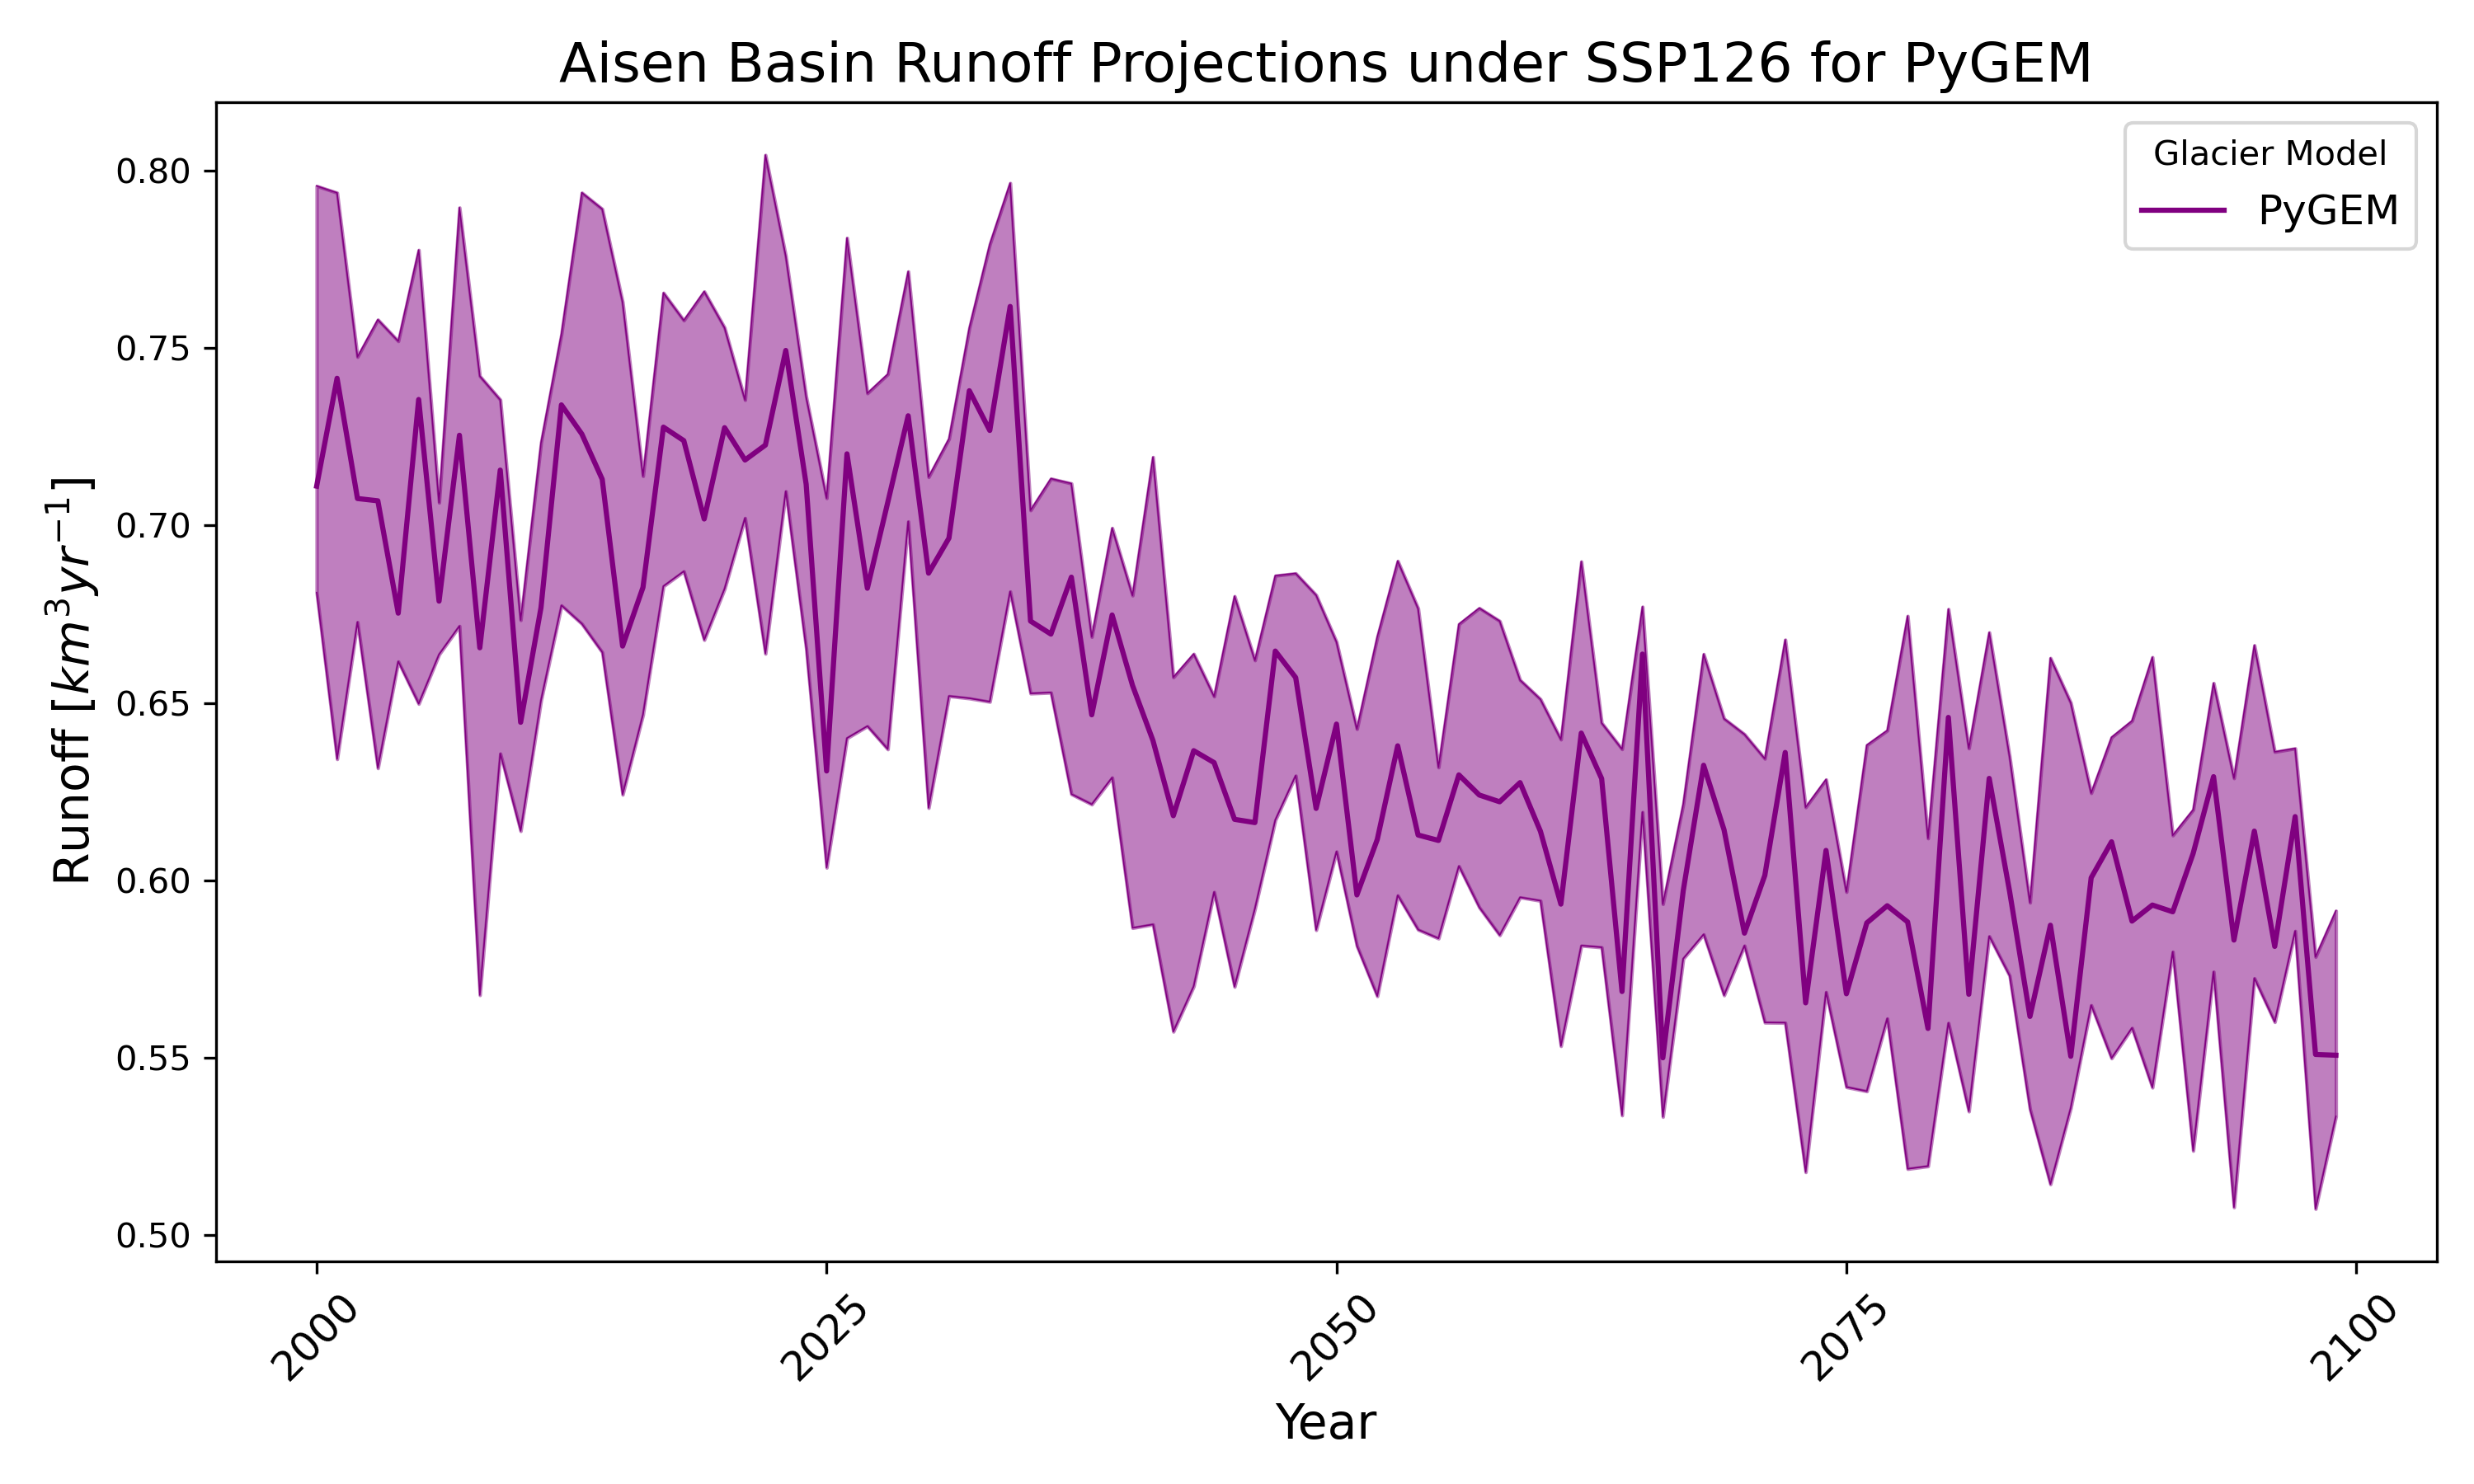 Aisen Basin Runoff Projections under SSP126 for PyGEM
Glacier Model
PyGEM
Runoff [km³yr⁻¹]
0.80
0.75
0.70
0.65
0.60
0.55
0.50
2000
2025
2050
2075
2100
Year